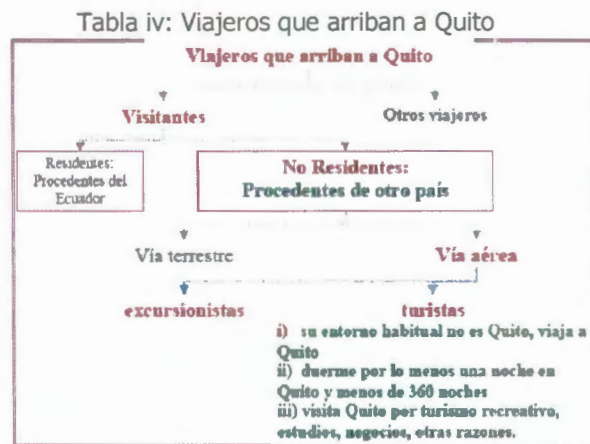 Tabla iv: Viajeros que arriban a Quito
Viajeros que arriban a Quito
Visitantes
Otros viajeros
Residentes:
Procedentes del
Ecuador
No Residentes:
Procedentes de otro país
Vía terrestre
Vía aérea
excursionistas
turistas
i) su entorno habitual no es Quito, viaja a
Quito
ii) duerme por lo menos una noche en
Quito y menos de 360 noches
iii) visita Quito por turismo recreativo,
estudios, negocios, otras razones.